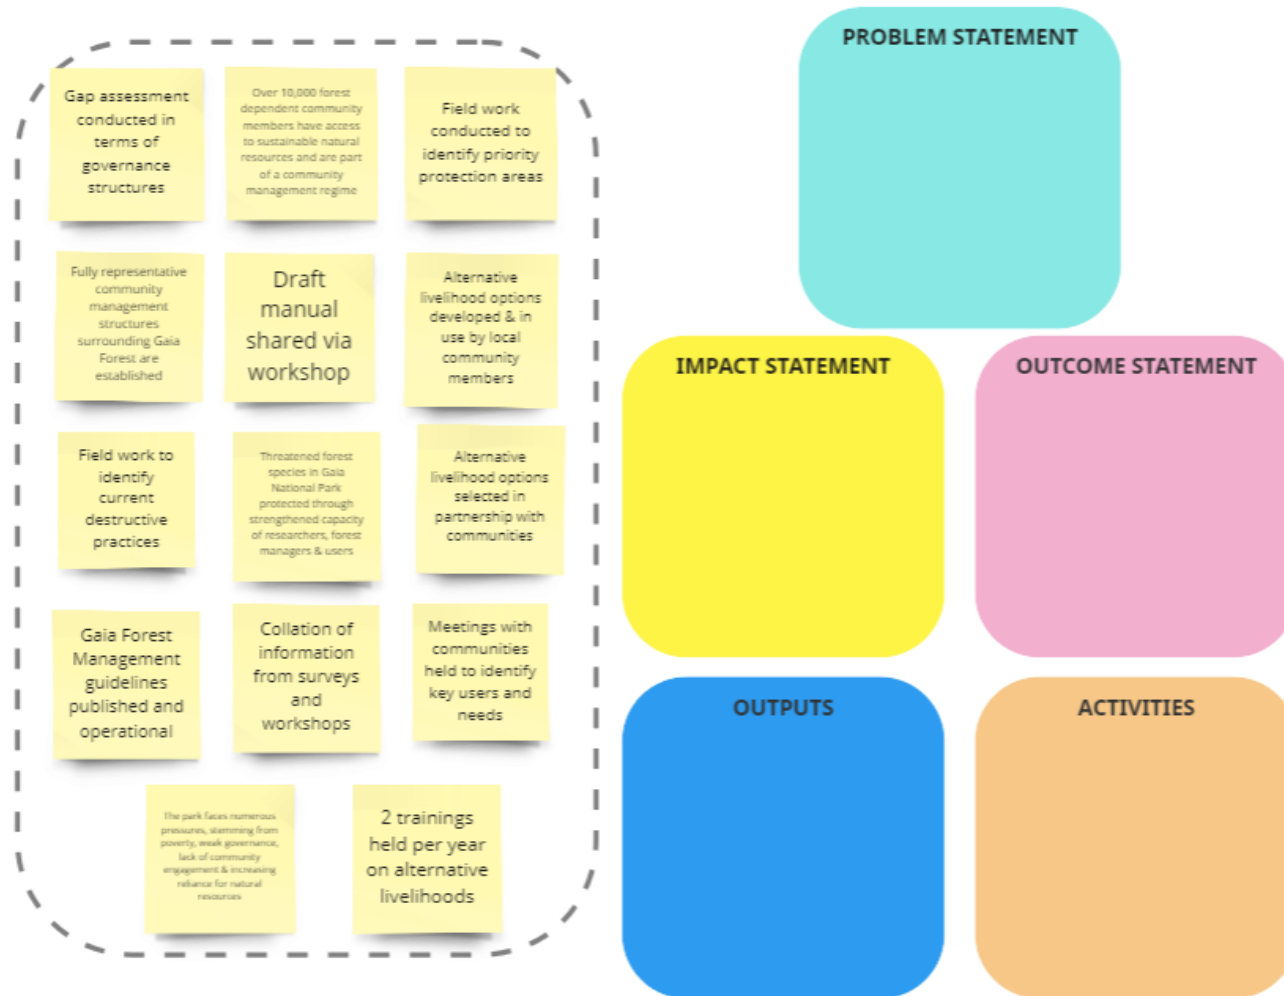 Gap assessment
conducted in
terms of
governance
structures
Over 10,000 forest
dependent community
members have access
to sustainable natural
resources and are part
of a community
management regime
Field work
conducted to
identify priority
protection areas
Fully representative
community
management
structures
surrounding Gaia
Forest are
established
Draft
manual
shared via
workshop
Alternative
livelihood options
developed & in
use by local
community
members
Field work to
identify
current
destructive
practices
Threatened forest
species in Gaia
National Park
protected through
strengthened capacity
of researchers, forest
managers & users
Alternative
livelihood options
selected in
partnership with
communities
Gaia Forest
Management
guidelines
published and
operational
Collation of
information
from surveys
and
workshops
Meetings with
communities
held to identify
key users and
needs
The park faces numerous
pressures, stemming from
poverty, weak governance,
lack of community
engagement & increasing
reliance for natural
resources
2 trainings
held per year
on alternative
livelihoods
PROBLEM STATEMENT
IMPACT STATEMENT
OUTCOME STATEMENT
OUTPUTS
ACTIVITIES